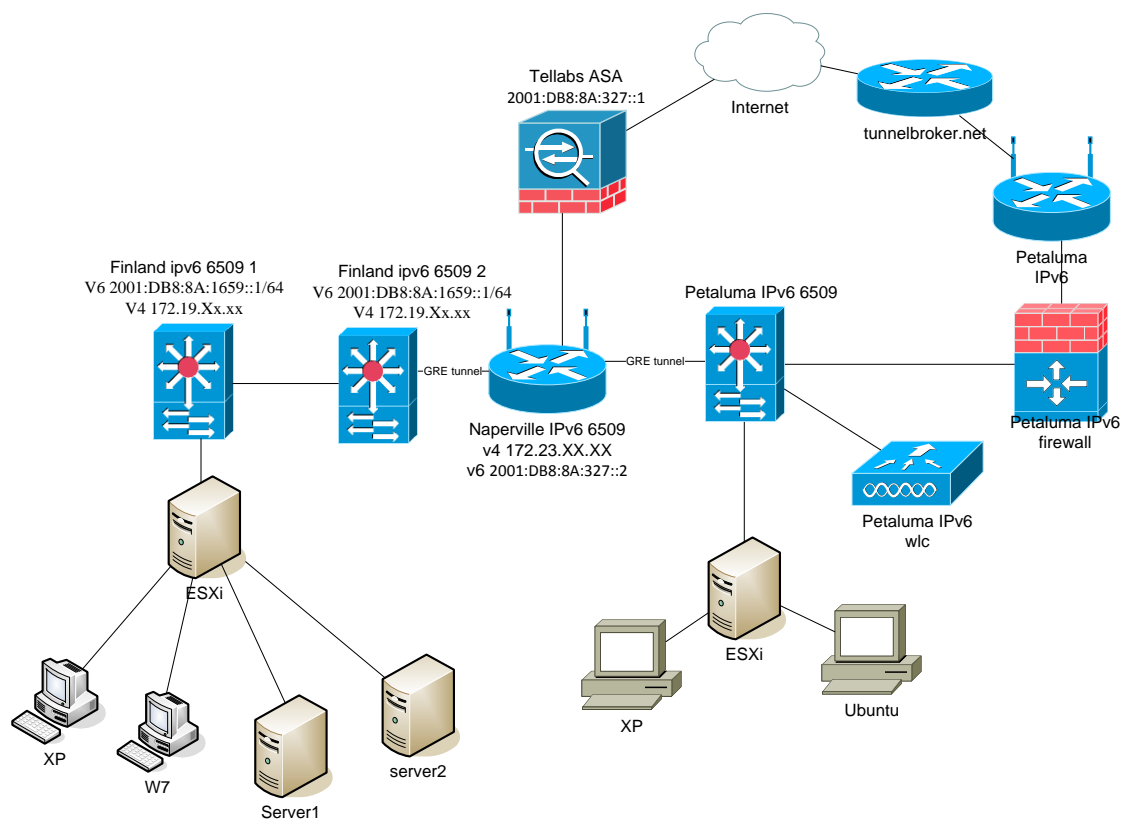 Tellabs ASA
2001:DB8:8A:327::1
Internet
tunnelbroker.net
Petaluma
IPv6
Finland ipv6 6509 1
V6 2001:DB8:8A:1659::1/64
V4 172.19.Xx.xx
Finland ipv6 6509 2
V6 2001:DB8:8A:1659::1/64
V4 172.19.Xx.xx
Petaluma IPv6 6509
GRE tunnel
GRE tunnel
Naperville IPv6 6509
v4 172.23.XX.XX
v6 2001:DB8:8A:327::2
Petaluma IPv6
firewall
Petaluma IPv6
wlc
ESXi
ESXi
XP
W7
Server1
server2
XP
Ubuntu